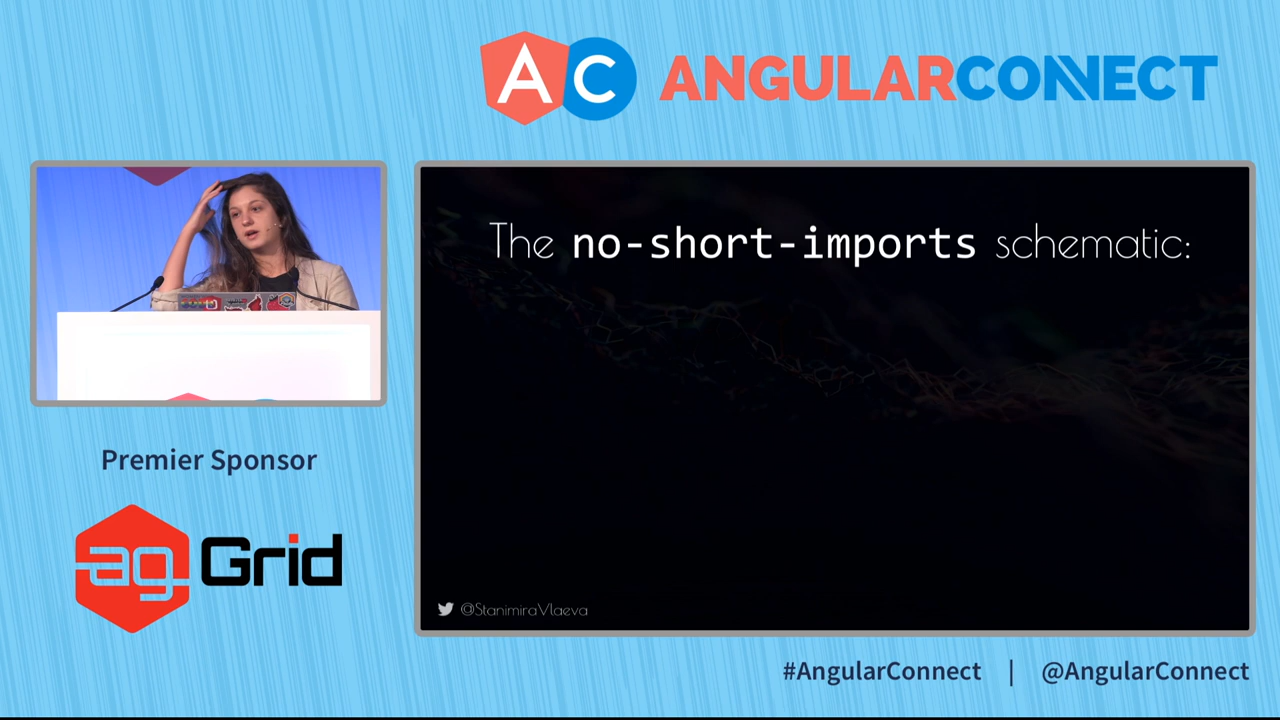 AC ANGULARCONNECT
The no-short-imports schematic:
@StanimiraVlaeva
Premier Sponsor
ag Grid
#AngularConnect | @AngularConnect